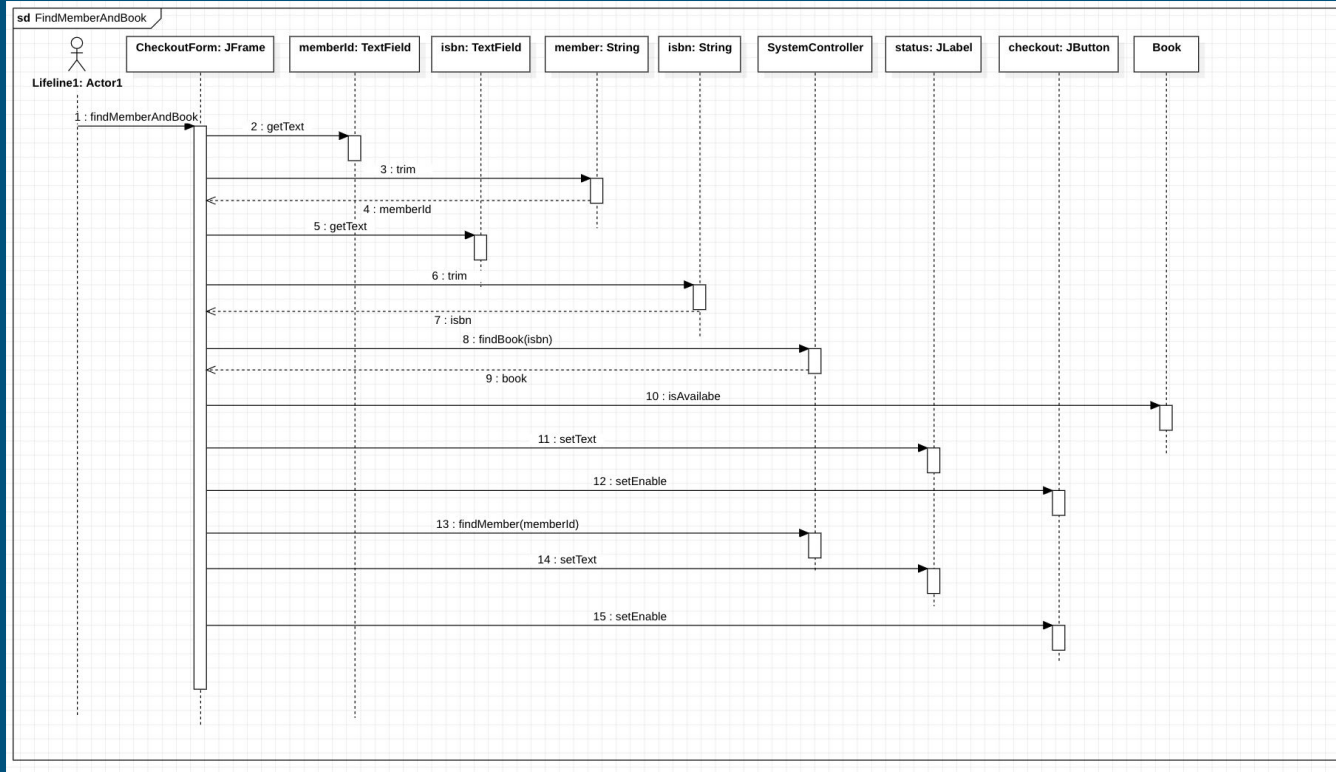 sd FindMemberAndBook
CheckoutForm: JFrame
memberId: TextField
isbn: TextField
member: String
isbn: String
SystemController
status: JLabel
checkout: JButton
Book
Lifeline1: Actor1
1 : findMemberAndBook
2 : getText
3 : trim
4 : memberId
5 : getText
6 : trim
7 : isbn
8 : findBook(isbn)
9 : book
10 : isAvailabe
11 : setText
12 : setEnable
13 : findMember(memberId)
14 : setText
15 : setEnable